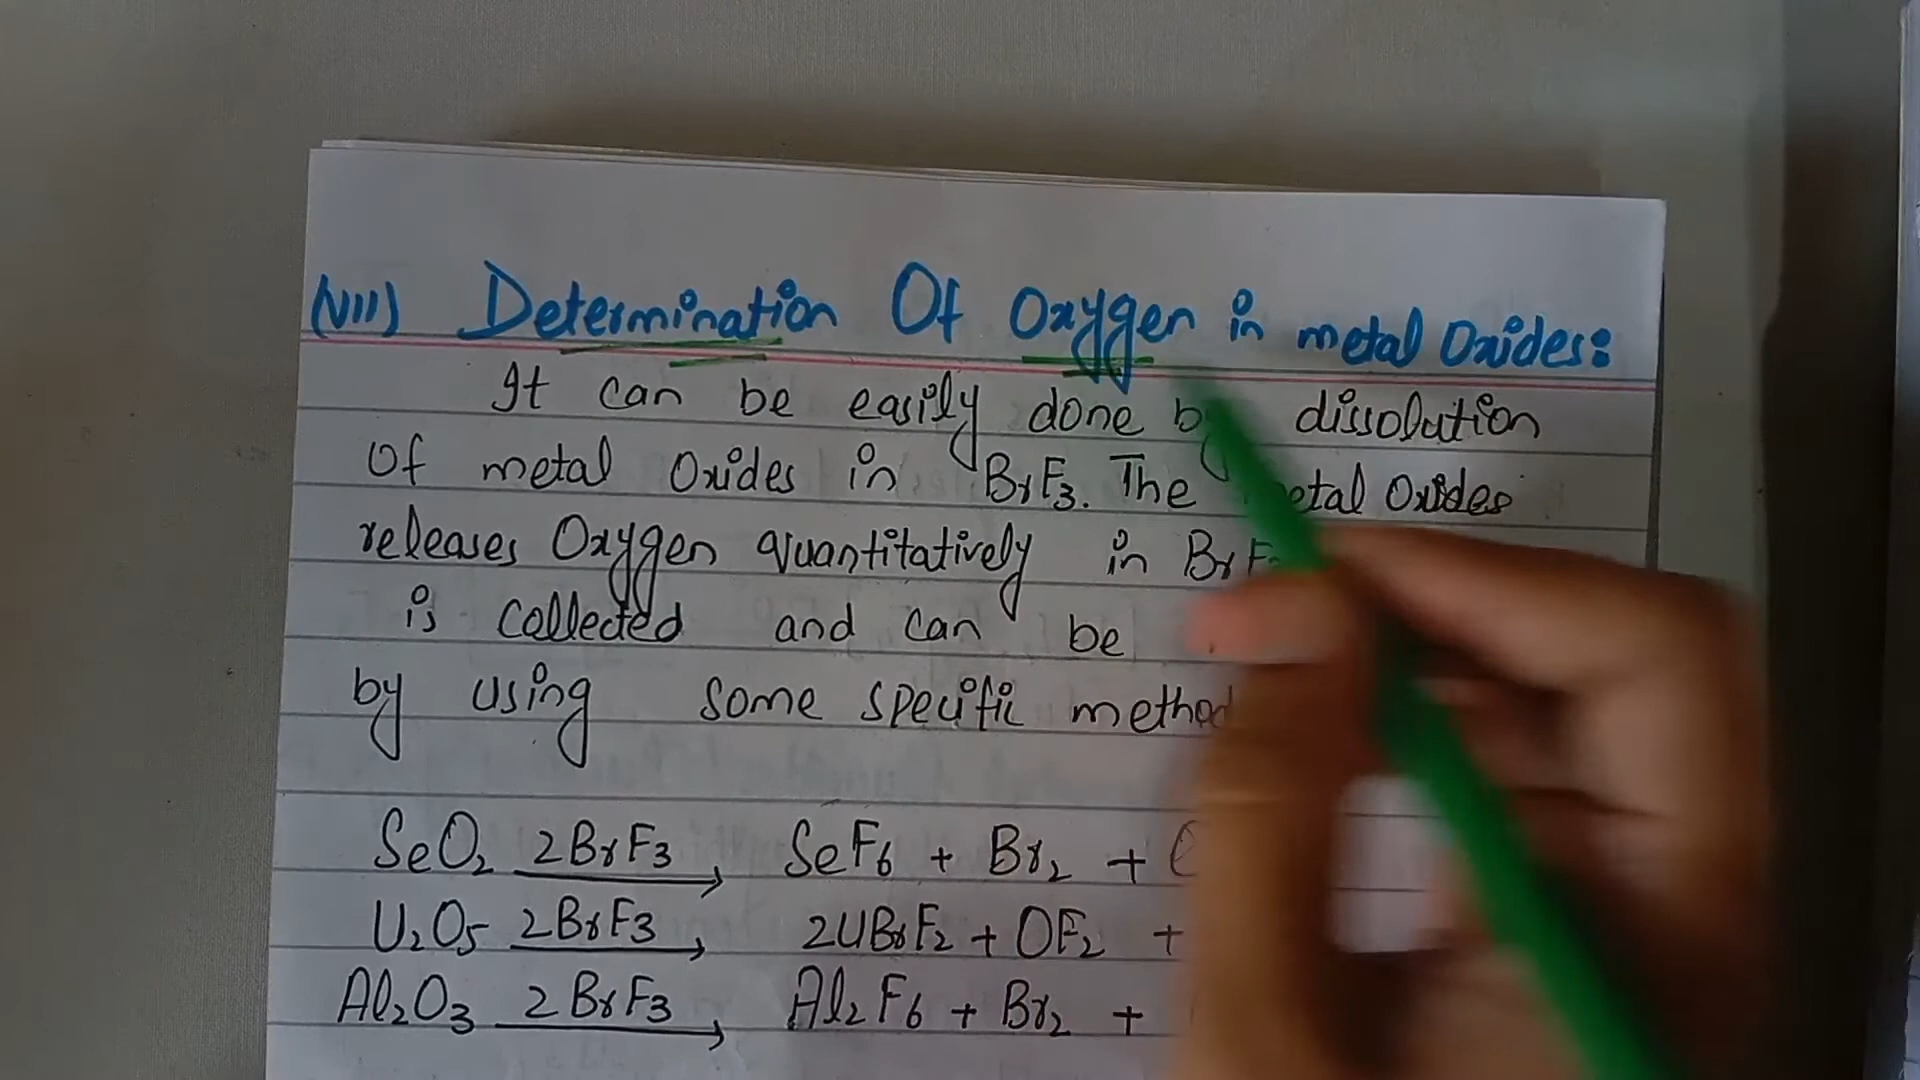 (VII) Determination Of Oxygen in metal Oxides:
It can be easily done by dissolution
Of metal Oxides in BrF3. The metal Oxides
releases Oxygen quantitatively in BrF
is collected and can be
by using some specific method
SeO2 2BrF3 → SeF6 + Br2 +
U2O5 2BrF3 → 2UBrF2 + OF2 +
Al2O3 2BrF3 → Al2F6 + Br2 +